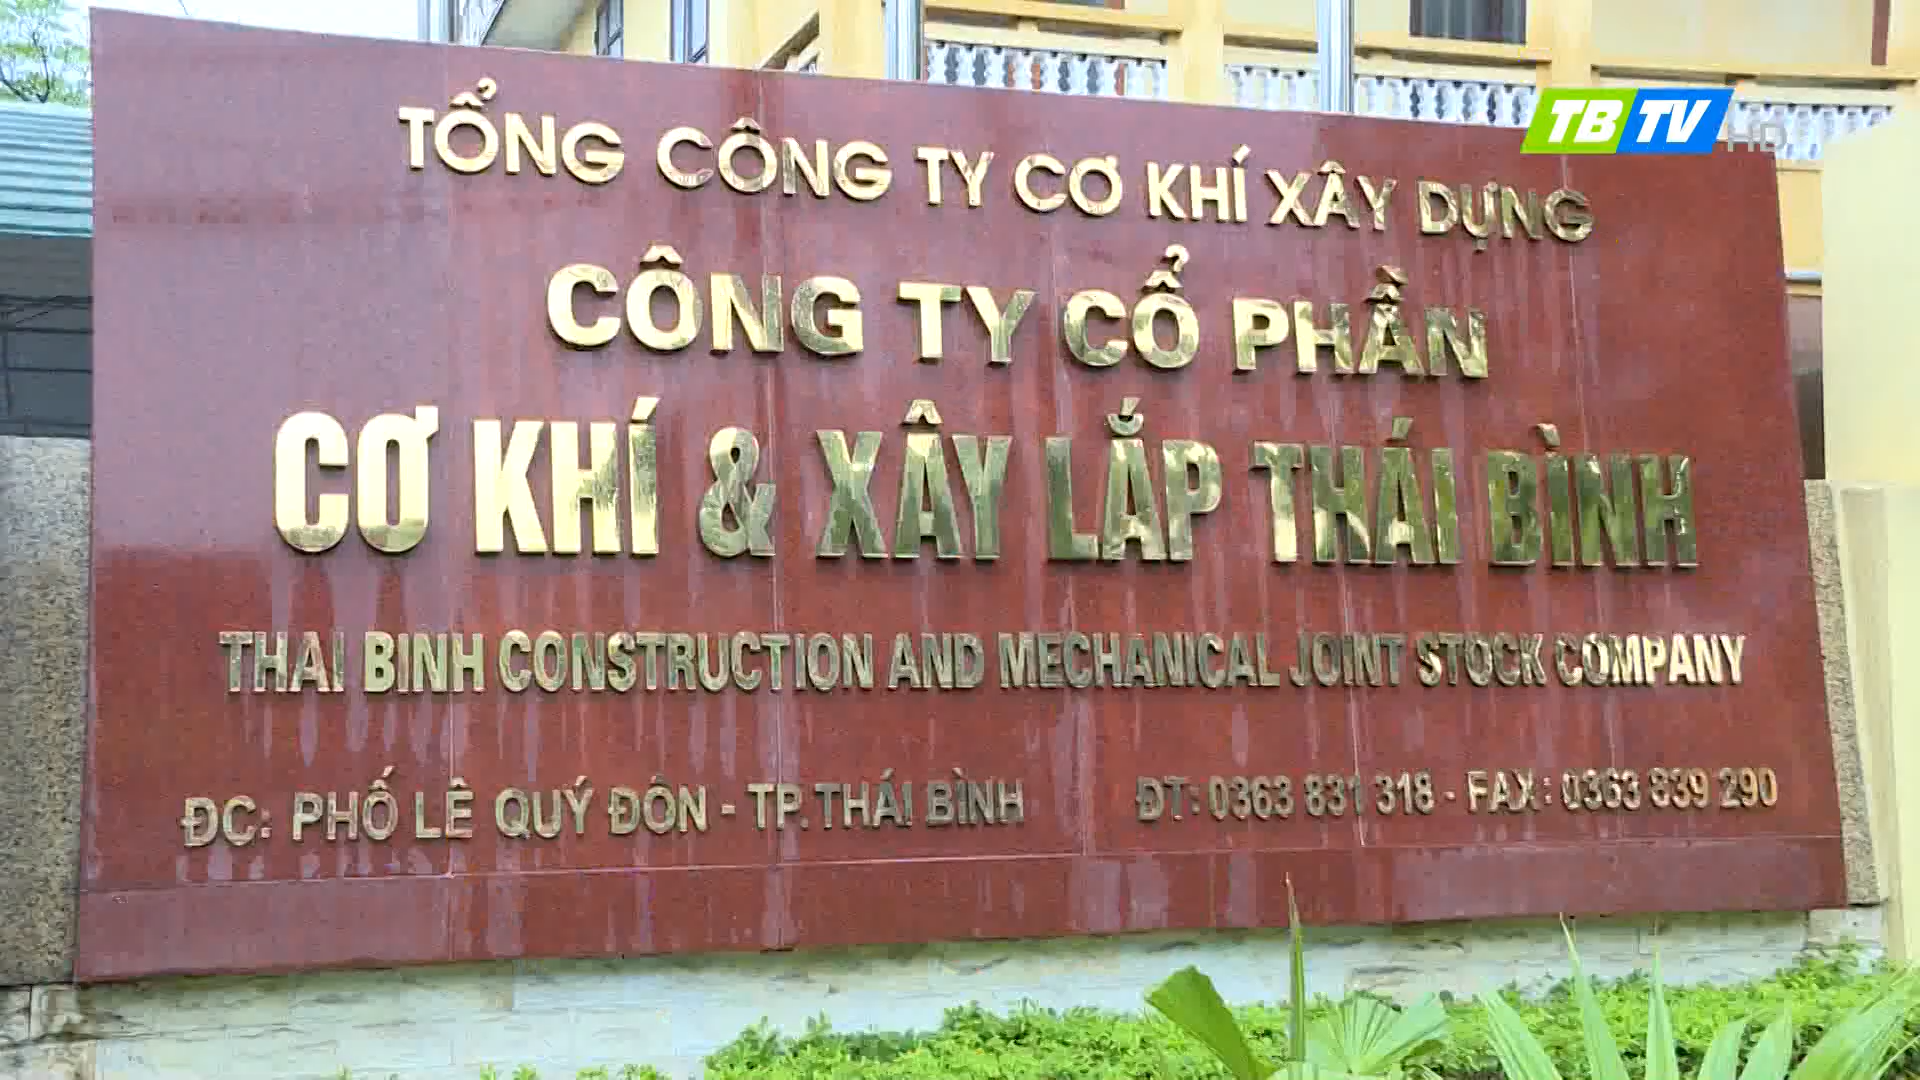 TBTV HD
TỔNG CÔNG TY CƠ KHÍ XÂY DỰNG
CÔNG TY CỔ PHẦN
CƠ KHÍ & XÂY LẮP THÁI BÌNH
THAI BINH CONSTRUCTION AND MECHANICAL JOINT STOCK COMPANY
ĐC: PHỐ LÊ QUÝ ĐÔN - TP. THÁI BÌNH ĐT: 0363 831 318 - FAX: 0363 839 290